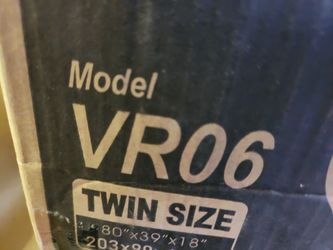 Model
VR06
TWIN SIZE
80"x39"x18"